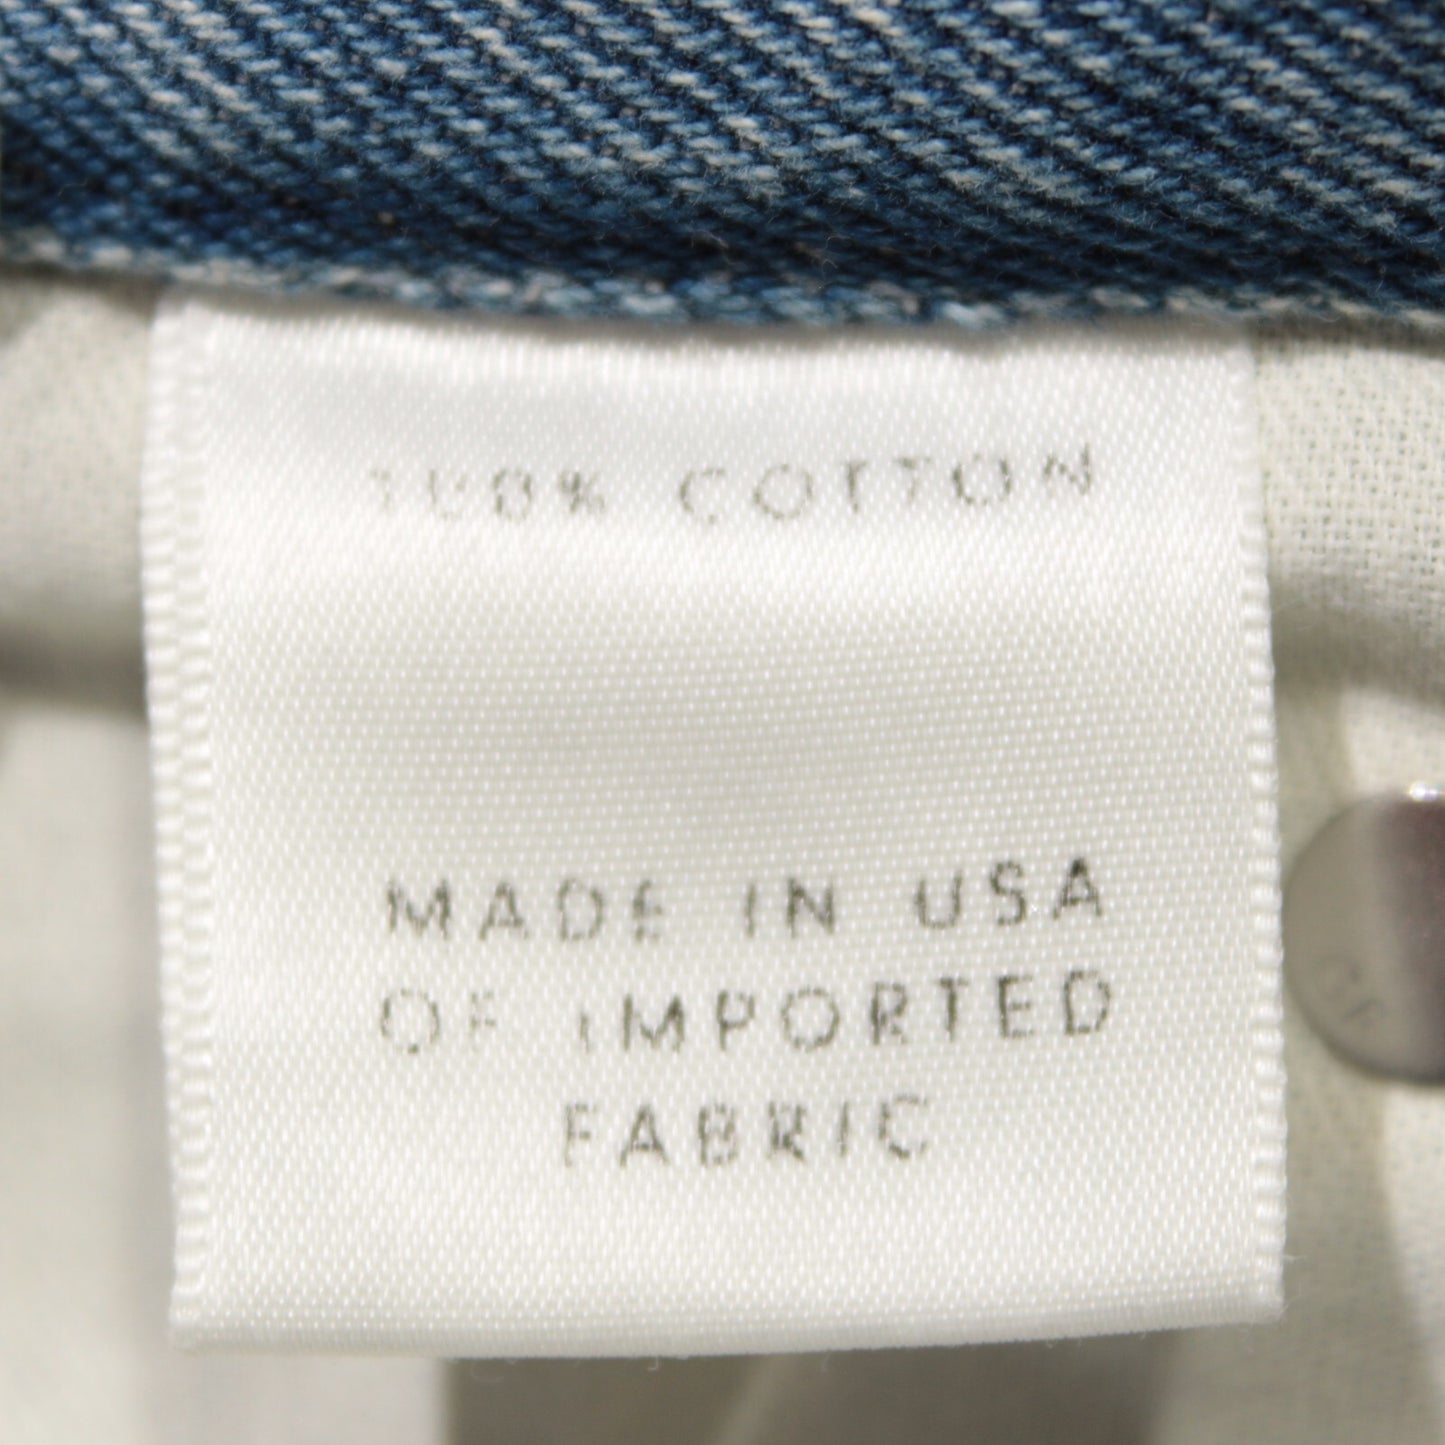 100% COTTON
MADE IN USA
OF IMPORTED
FABRIC